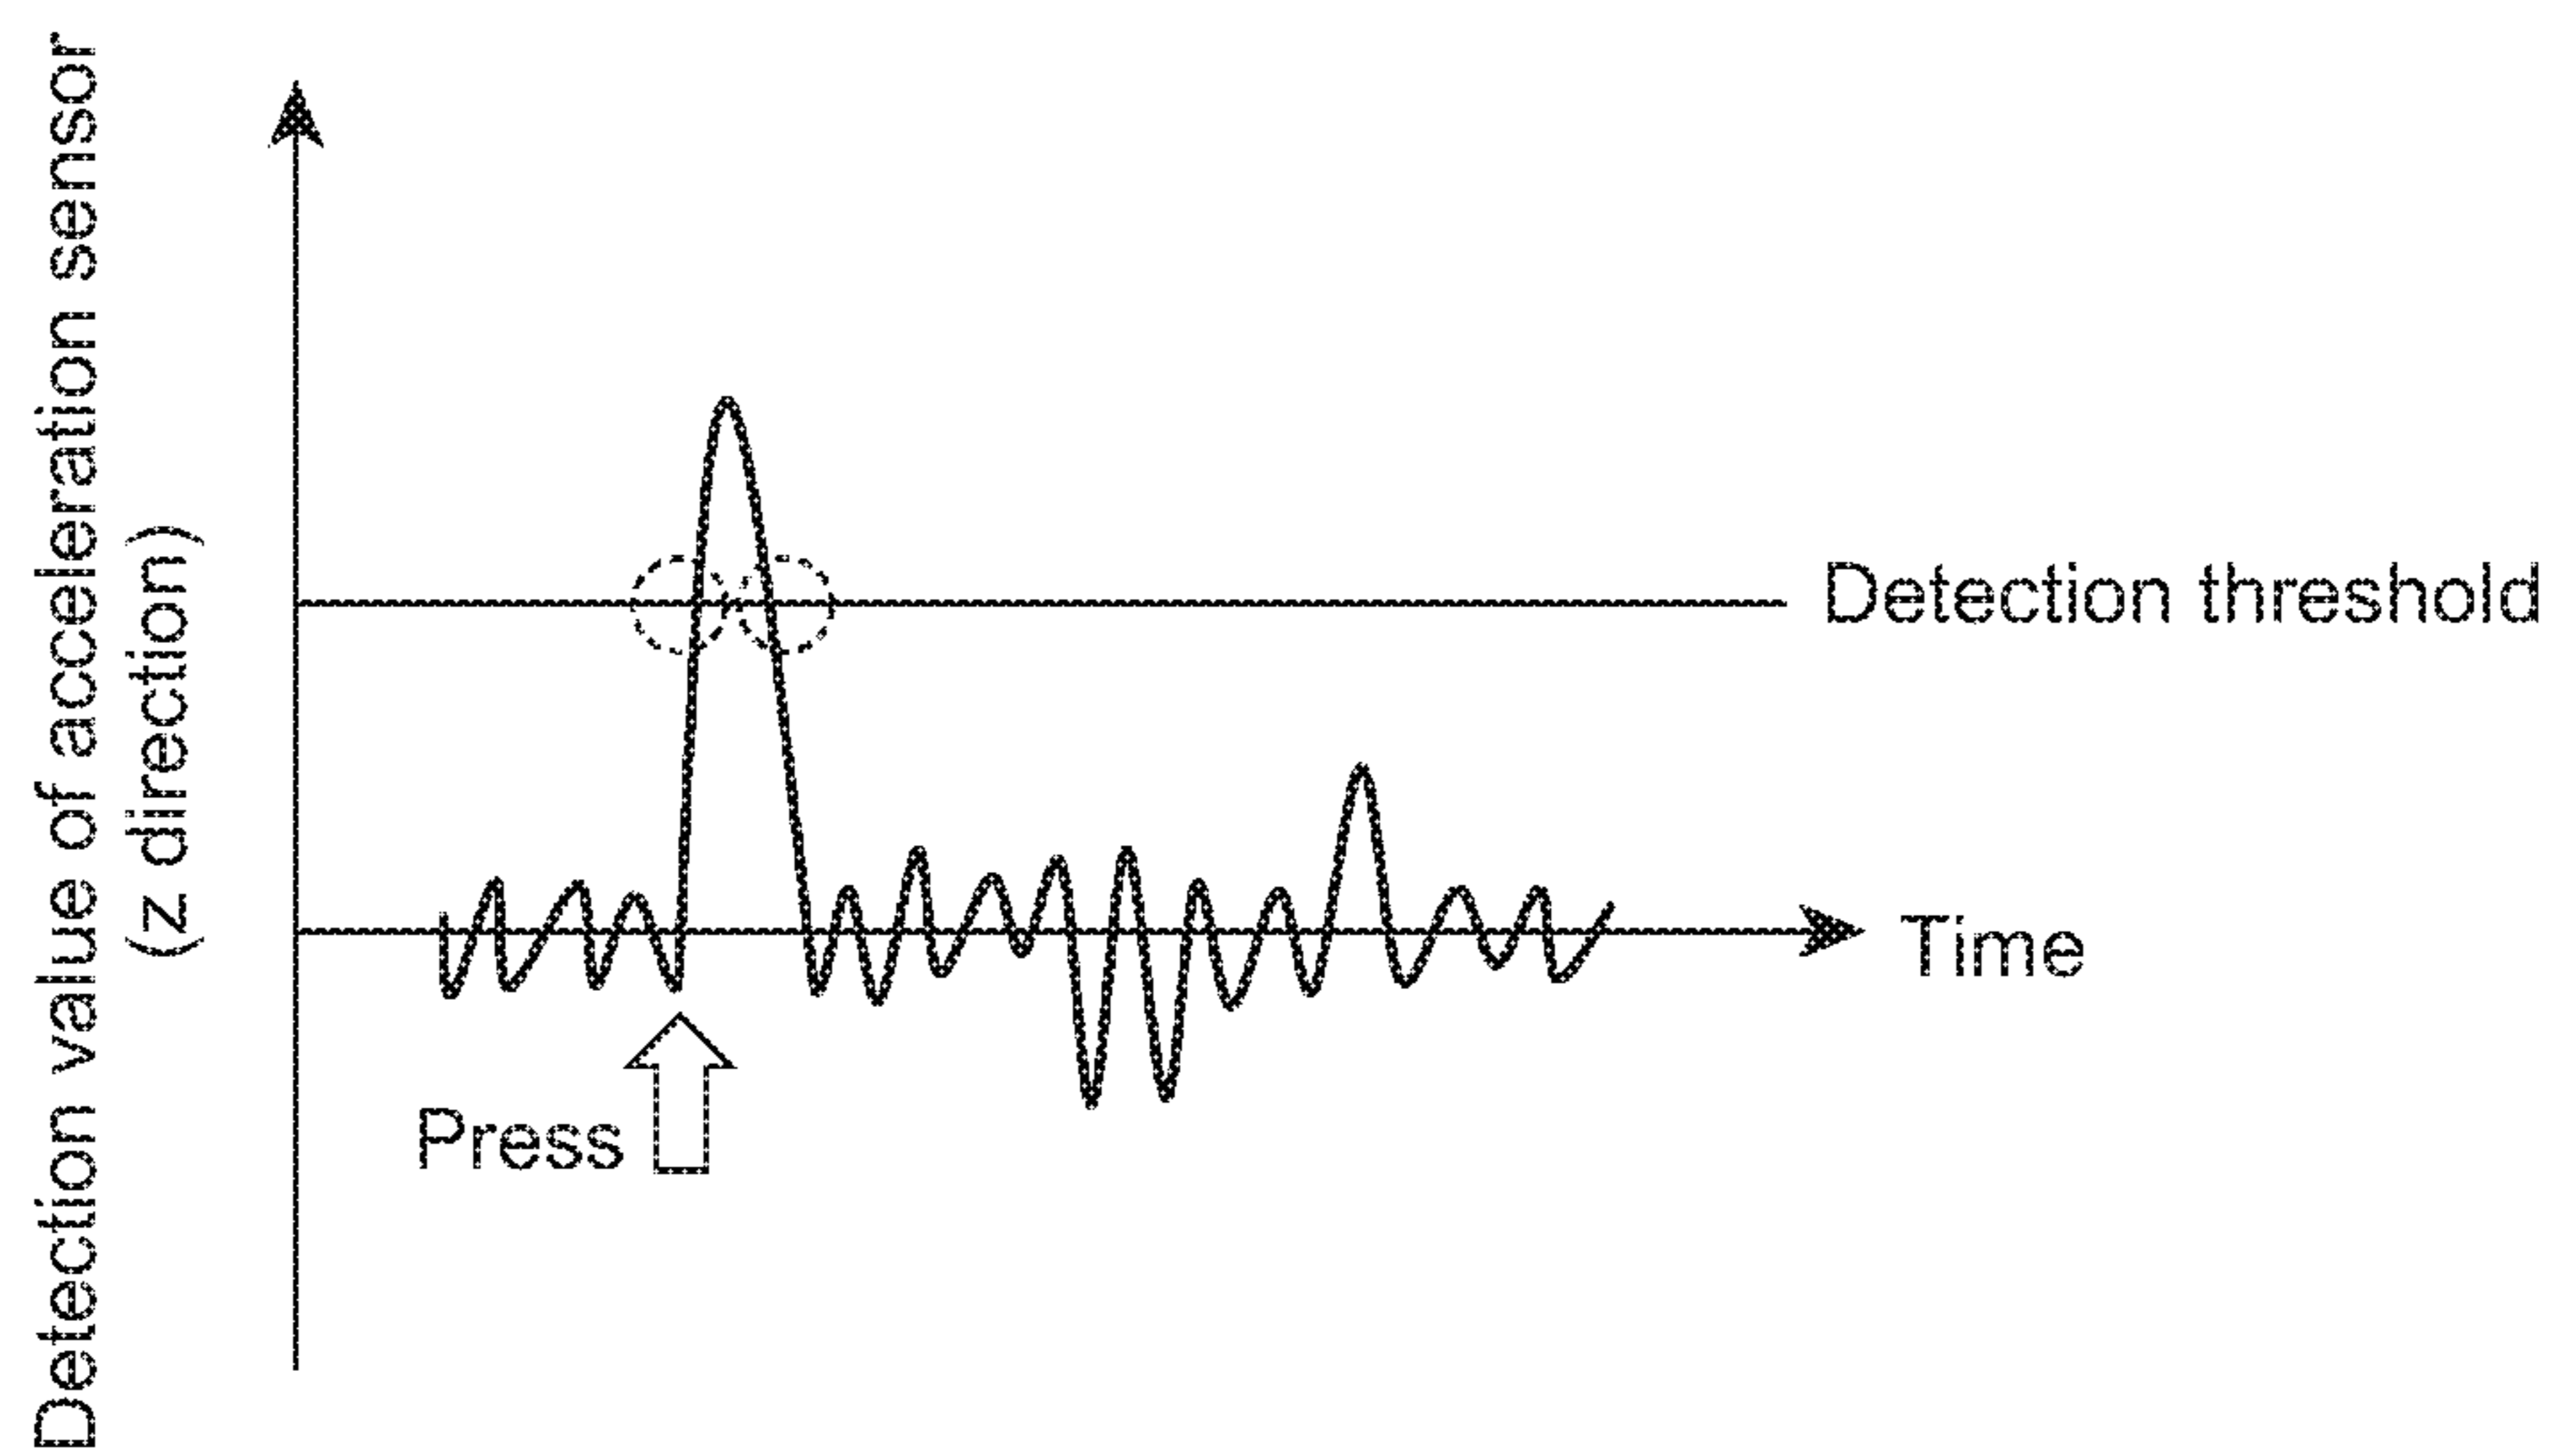 Detection value of acceleration sensor
(z direction)
Detection threshold
Time
Press